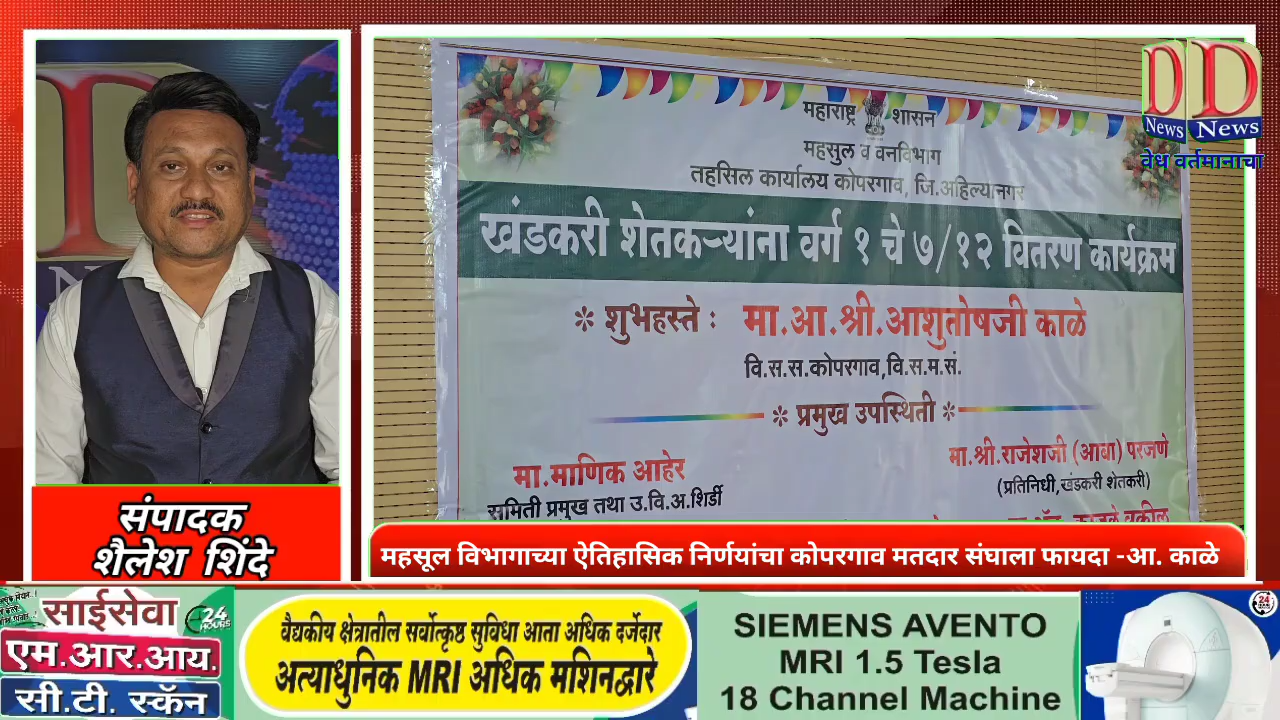 D D
News News
वेध वर्तमानाचा
महाराष्ट्र शासन
महसुल व वनविभाग
तहसिल कार्यालय कोपरगाव, जि.अहिल्यानगर
खंडकरी शेतकऱ्यांना वर्ग १ चे ७/१२ वितरण कार्यक्रम
* शुभहस्ते : मा.आ.श्री.आशुतोषजी काळे
वि.स.स.कोपरगाव,वि.स.म.सं.
* प्रमुख उपस्थिती *
मा.माणिक आहेर
समिती प्रमुख तथा उ.वि.अ.शिर्डी
मा.श्री.राजेशजी (आबा) परजणे
(प्रतिनिधी,खंडकरी शेतकरी)
संपादक
शैलेश शिंदे
महसूल विभागाच्या ऐतिहासिक निर्णयांचा कोपरगाव मतदार संघाला फायदा -आ. काळे
साईसेवा
24 HOURS
एम.आर.आय.
सी.टी. स्कॅन
वैद्यकीय क्षेत्रातील सर्वोत्कृष्ठ सुविधा आता अधिक दर्जेदार
अत्याधुनिक MRI अधिक मशिनद्वारे
SIEMENS AVENTO
MRI 1.5 Tesla
18 Channel Machine